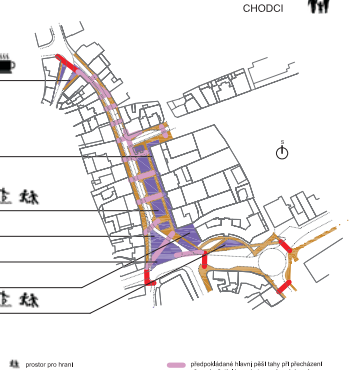 CHODCI
S
prostor pro hraní
předpokládané hlavní pěší tahy při přecházení